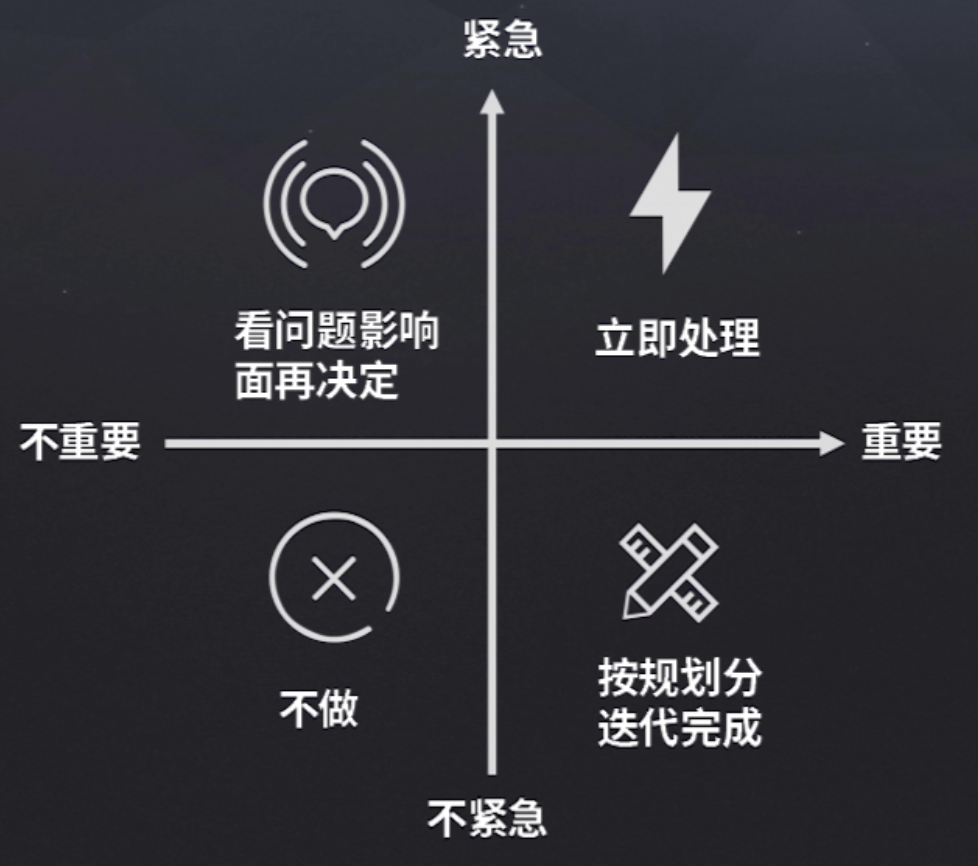 紧急
看问题影响
面再决定
立即处理
不重要
重要
不做
按规划分
迭代完成
不紧急